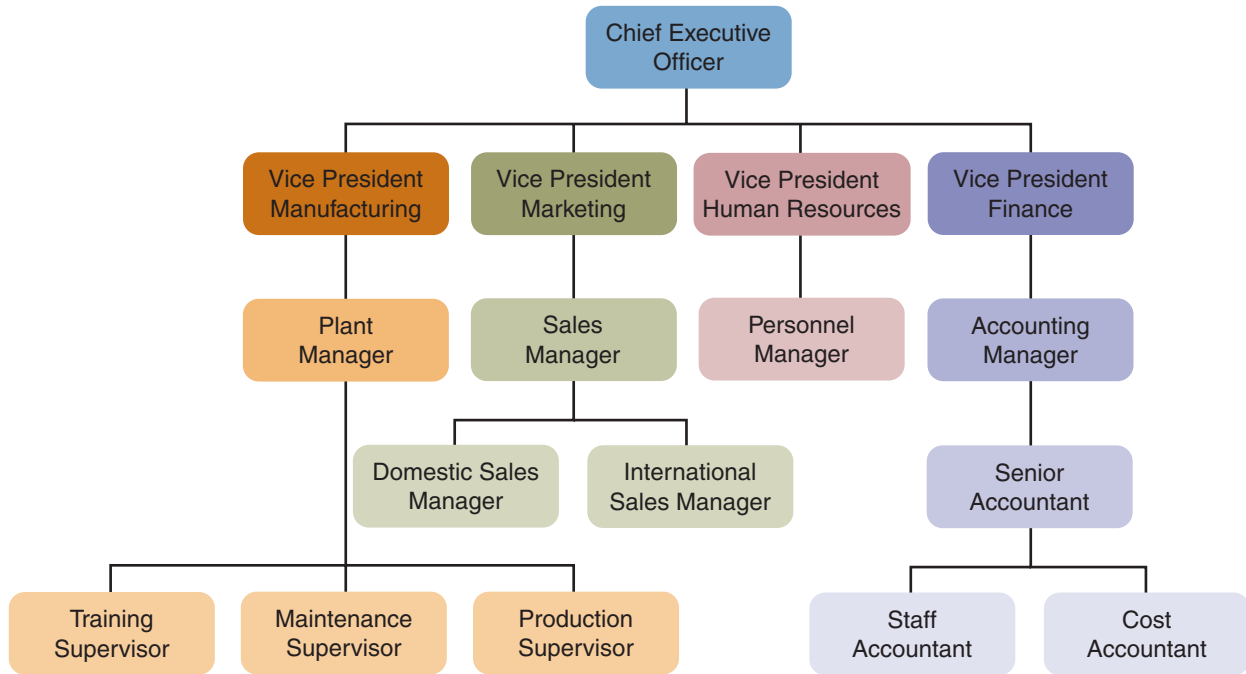 Chief Executive
Officer
Vice President
Manufacturing
Vice President
Marketing
Vice President
Human Resources
Vice President
Finance
Plant
Manager
Sales
Manager
Personnel
Manager
Accounting
Manager
Domestic Sales
Manager
International
Sales Manager
Senior
Accountant
Training
Supervisor
Maintenance
Supervisor
Production
Supervisor
Staff
Accountant
Cost
Accountant